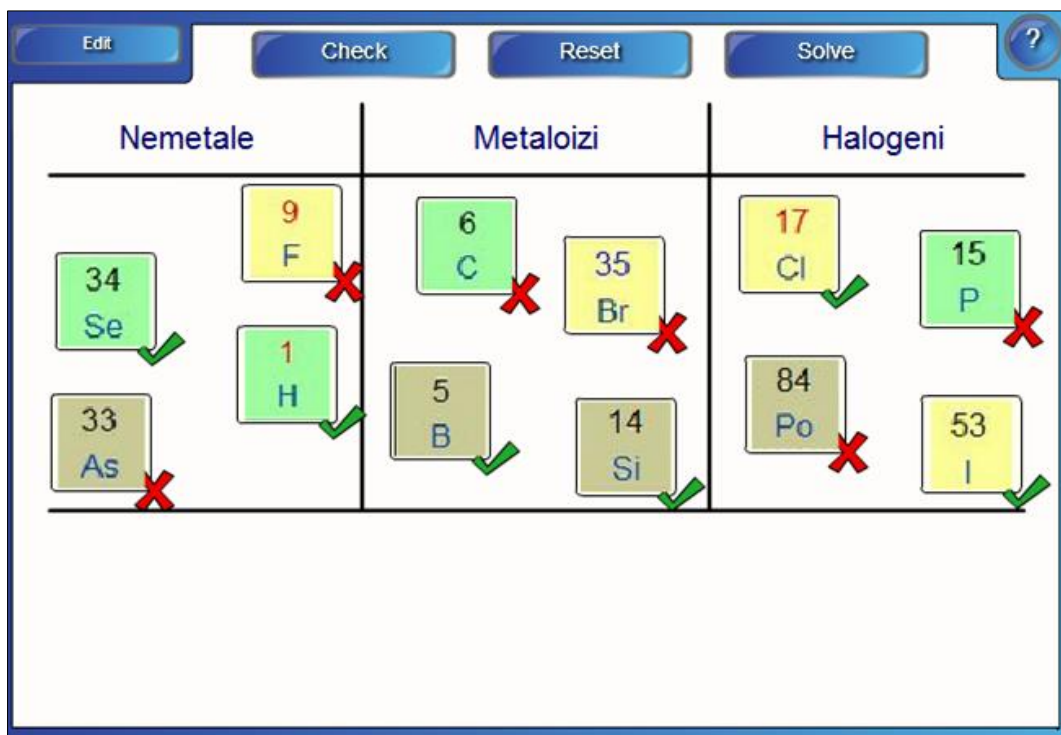 Edit
Check
Reset
Solve
?
Nemetale
Metaloizi
Halogeni
9
F
34
Se
1
H
33
As
6
C
35
Br
5
B
14
Si
17
Cl
15
P
84
Po
53
I